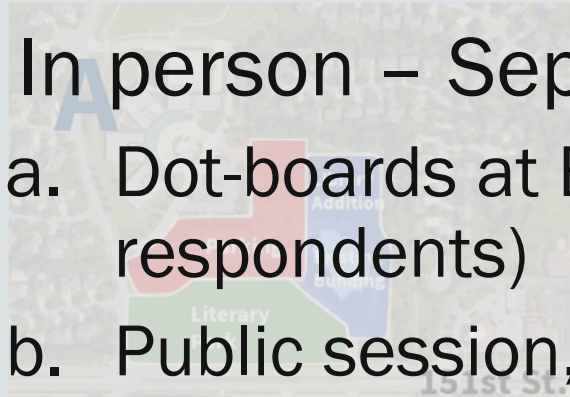 In person – Sep
A
a. Dot-boards at
Addition
respondents)
Building
Literary
b. Public session,
151st St.